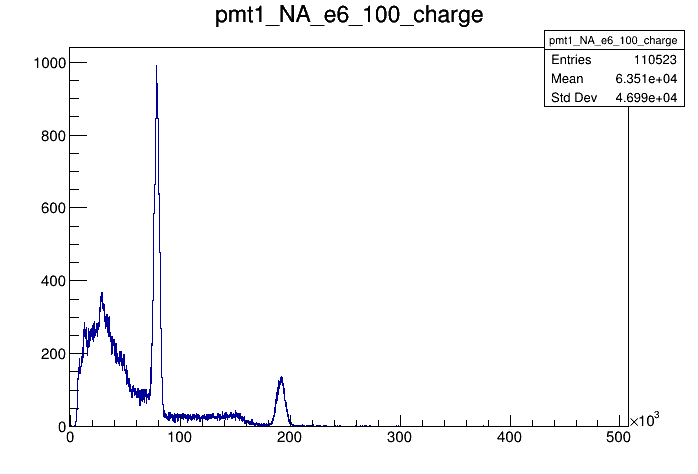 pmt1_NA_e6_100_charge
pmt1_NA_e6_100_charge
Entries 110523
Mean 6.351e+04
Std Dev 4.699e+04
1000
800
600
400
200
0
0 100 200 300 400 500 ×10³